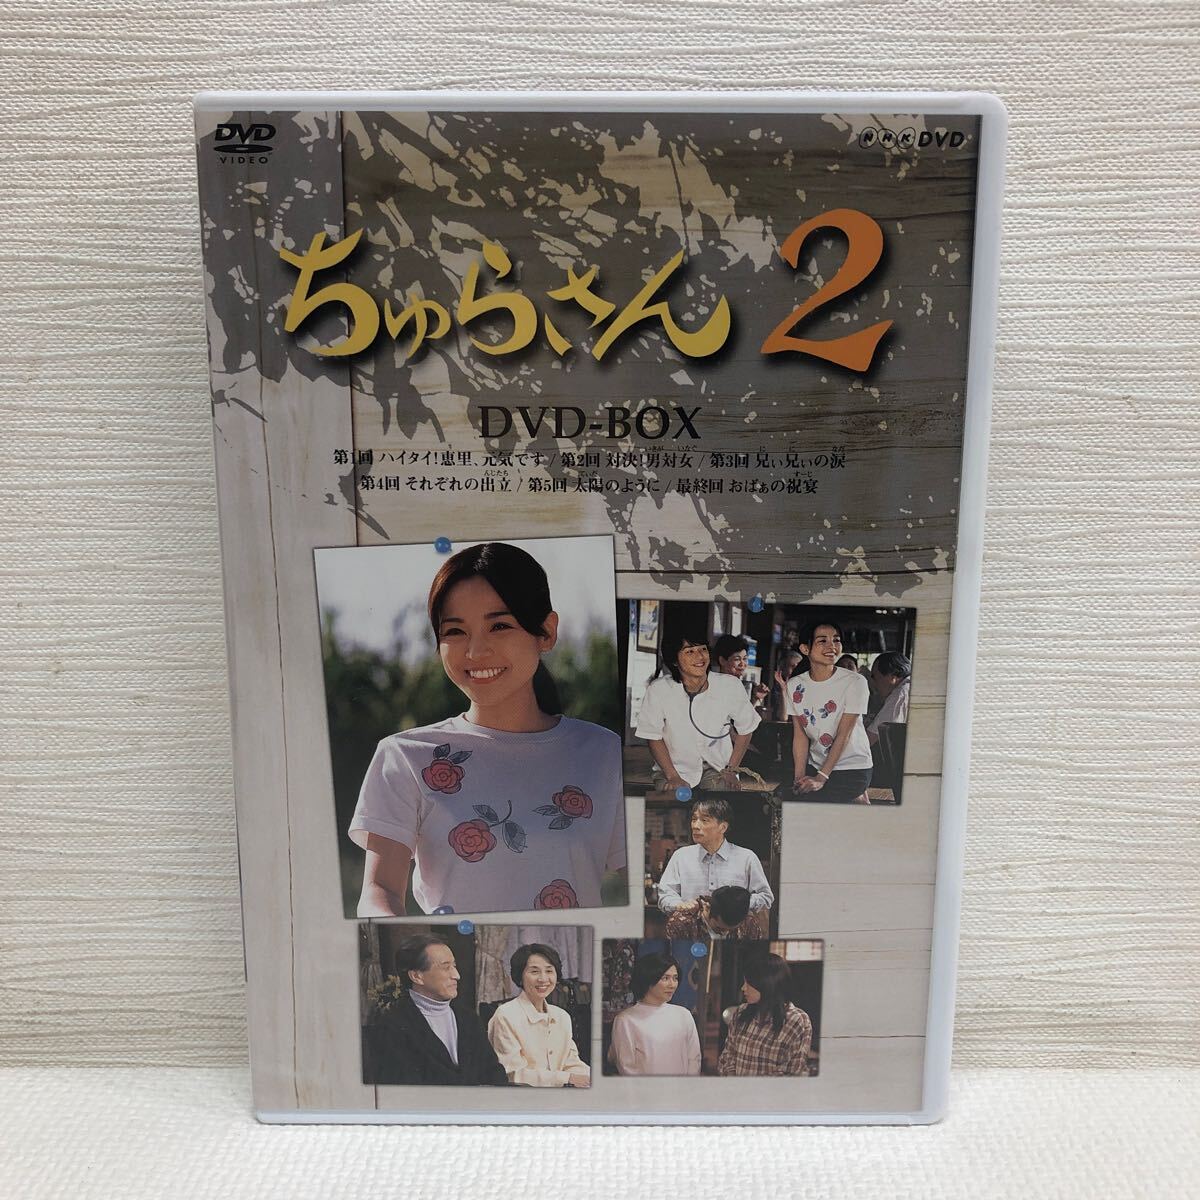 DVD
VIDEO
NHK DVD
ちゅらさん 2
DVD-BOX
第1回 ハイタイ!恵里、元気です / 第2回 対決!男対女 / 第3回 兄ぃ兄ぃの涙
第4回 それぞれの出立 / 第5回 太陽のように / 最終回 おばぁの祝宴